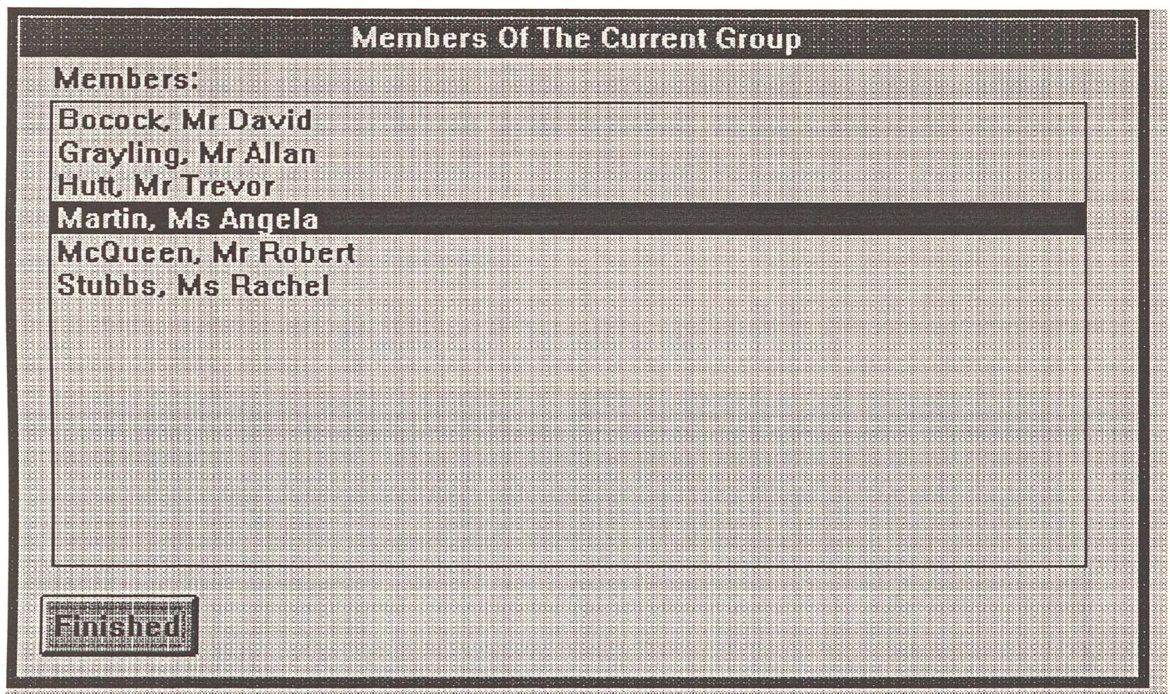 Members Of The Current Group
Members:
Bocock, Mr David
Grayling, Mr Allan
Hutt, Mr Trevor
Martin, Ms Angela
McQueen, Mr Robert
Stubbs, Ms Rachel
Finished